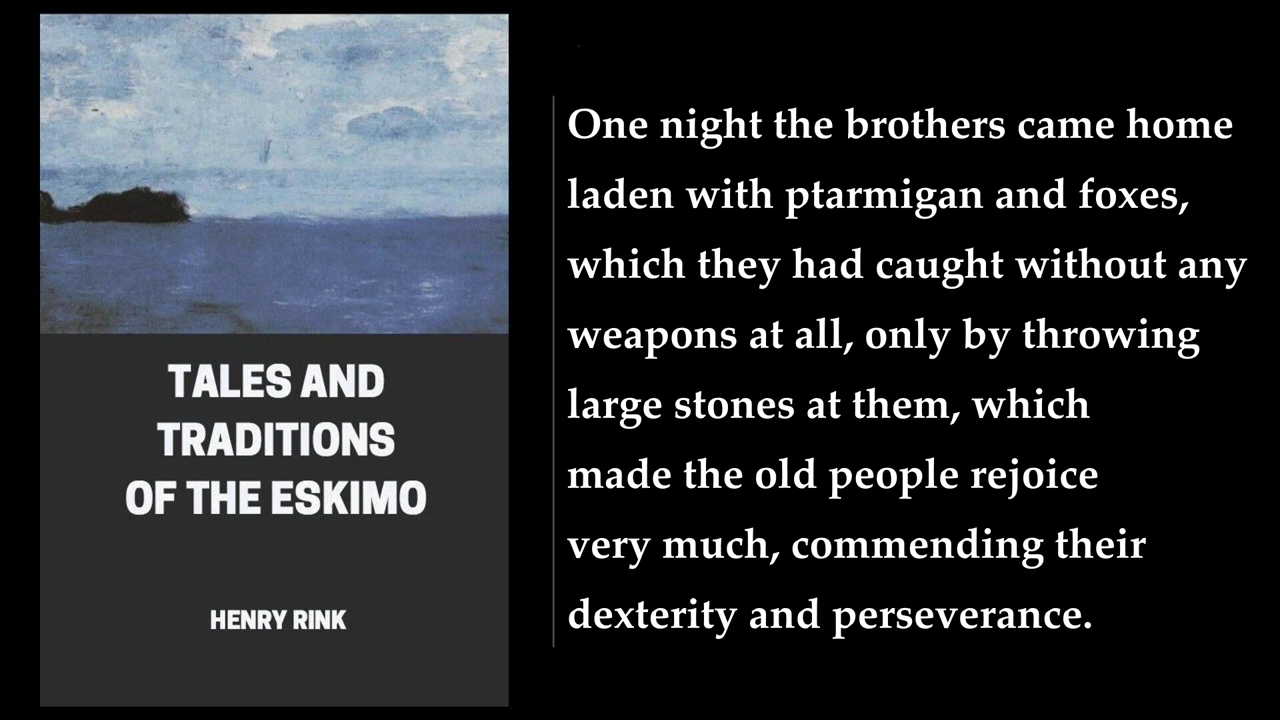 TALES AND
TRADITIONS
OF THE ESKIMO
HENRY RINK
One night the brothers came home
laden with ptarmigan and foxes,
which they had caught without any
weapons at all, only by throwing
large stones at them, which
made the old people rejoice
very much, commending their
dexterity and perseverance.